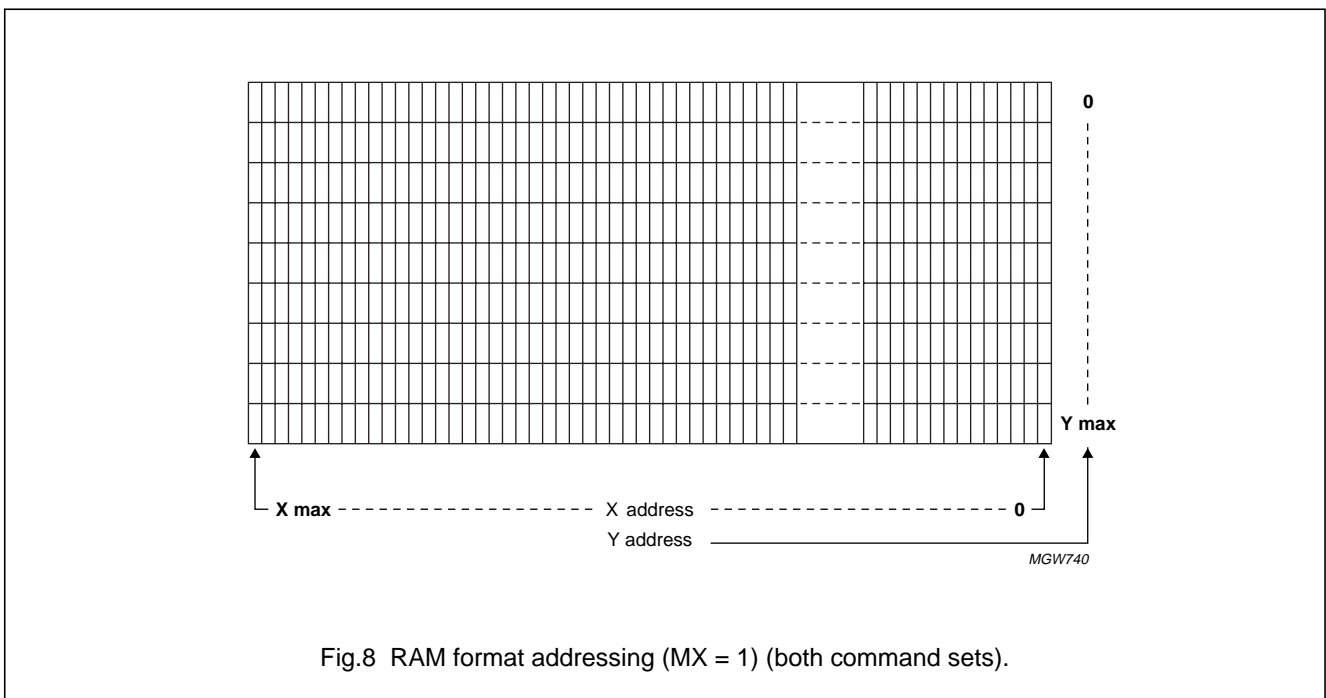 0
Y max
X max X address 0
Y address
MGW740
Fig.8 RAM format addressing (MX = 1) (both command sets).